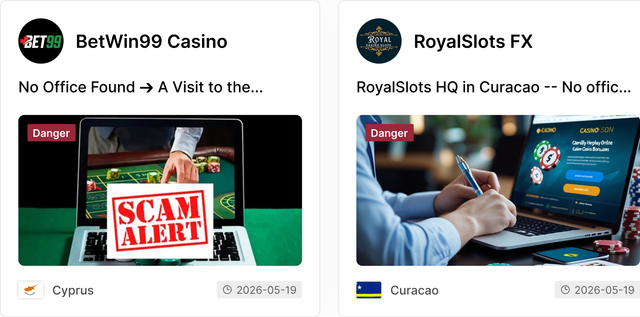 BET99
BetWin99 Casino
No Office Found → A Visit to the...
Danger
SCAM
ALERT
Cyprus
2026-05-19
ROYAL
RoyalSlots FX
RoyalSlots HQ in Curacao -- No offic...
Danger
CASINO
Curacao
2026-05-19